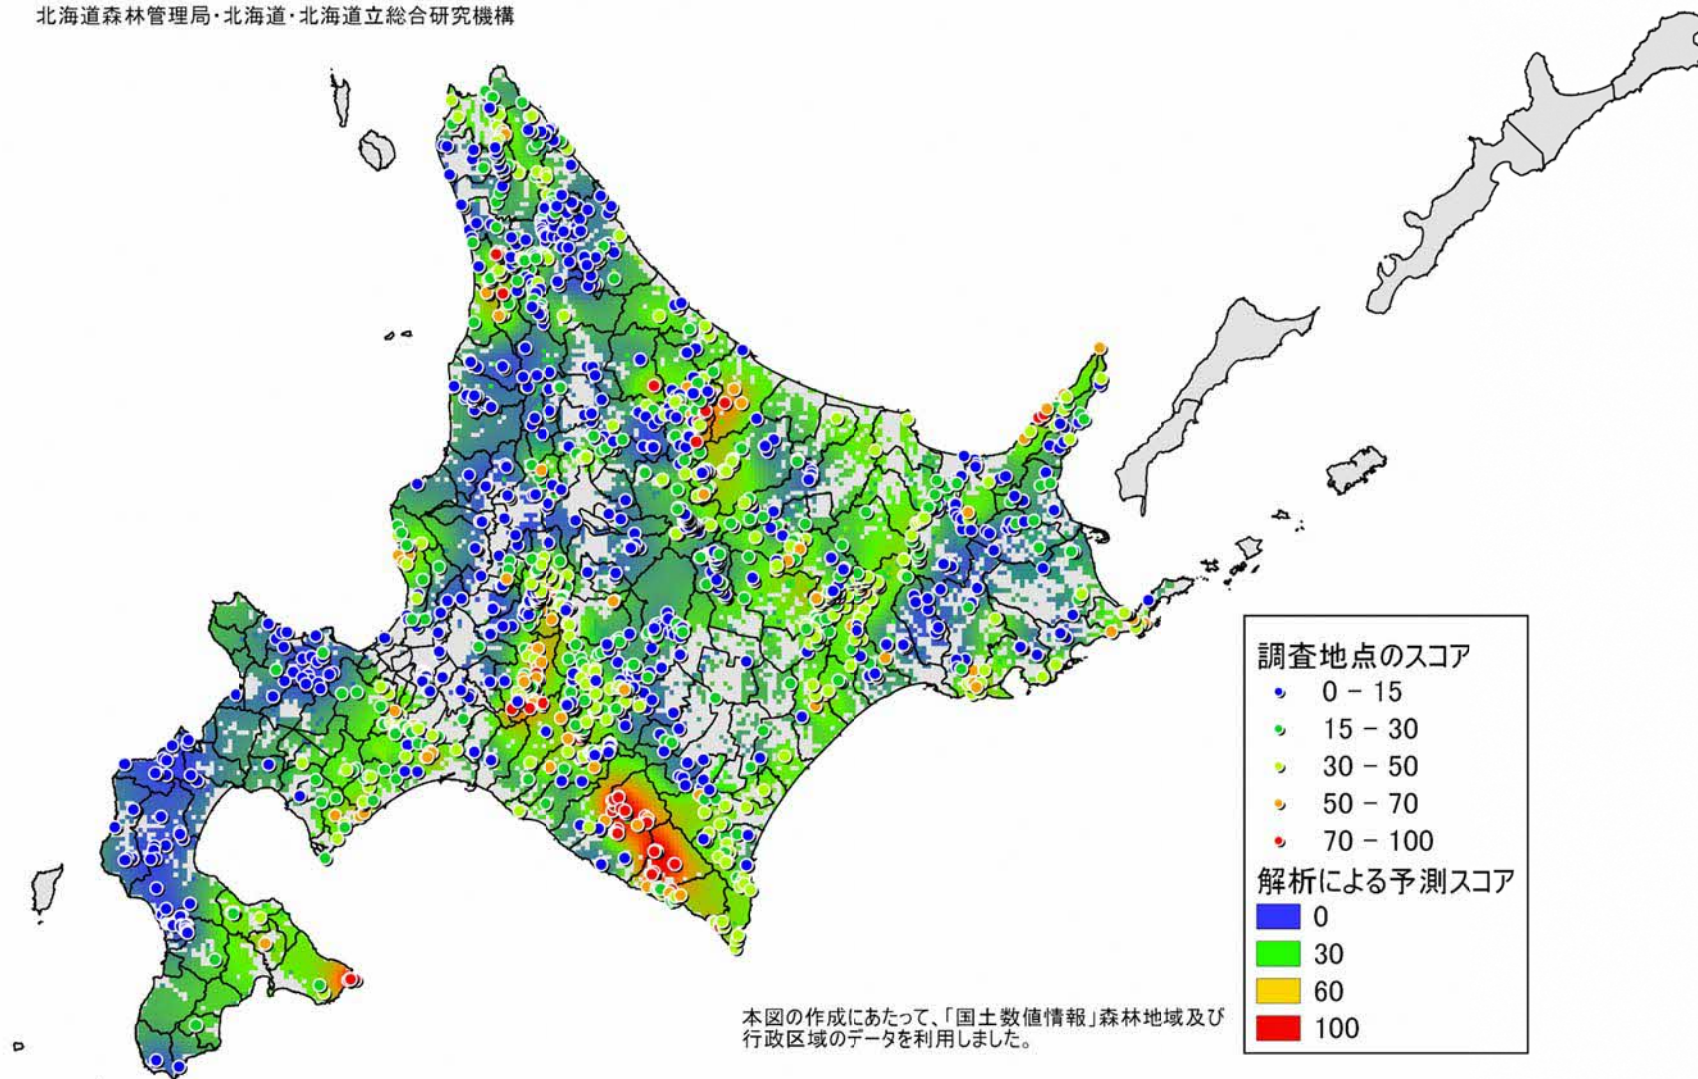 北海道森林管理局・北海道・北海道立総合研究機構
調査地点のスコア
0 – 15
15 – 30
30 – 50
50 – 70
70 – 100
解析による予測スコア
0
30
60
100
本図の作成にあたって、「国土数値情報」森林地域及び
行政区域のデータを利用しました。